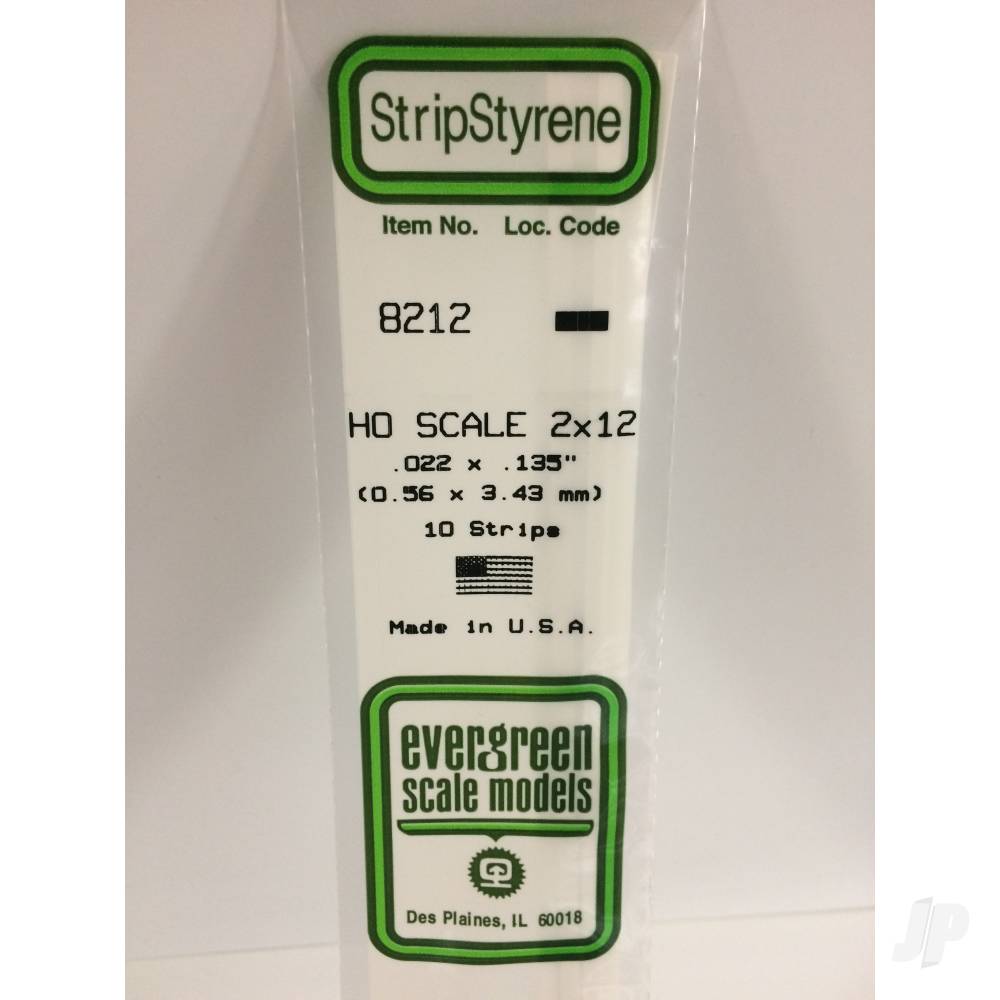 StripStyrene
Item No. Loc. Code
8212
HO SCALE 2x12
.022 x .135"
(0.56 x 3.43 mm)
10 Strips
Made in U.S.A.
evergreen
scale models
Des Plaines, IL 60018
JP